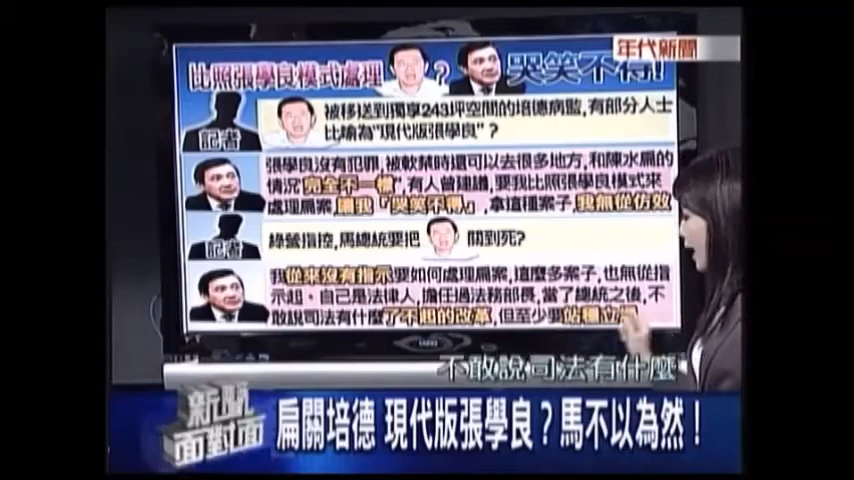 年代新聞
比照張學良模式處理 ? 哭笑不得!
記者
被移送到獨享243坪空間的培德病監,有部分人士
比喻為"現代版張學良"?
張學良沒有犯罪,被軟禁時還可以去很多地方,和陳水扁的
情況"完全不一樣",有人曾建議,要我比照張學良模式來
處理扁案,讓我「哭笑不得」,拿這種案子,我無從仿效
記者
綠營指控,馬總統要把 關到死?
我從來沒有指示要如何處理扁案,這麼多案子,也無從指
示起。自己是法律人,擔任過法務部長,當了總統之後,不
敢說司法有什麼了不起的改革,但至少要站穩立
不敢說司法有什麼
新聞
面對面
扁關培德 現代版張學良?馬不以為然!